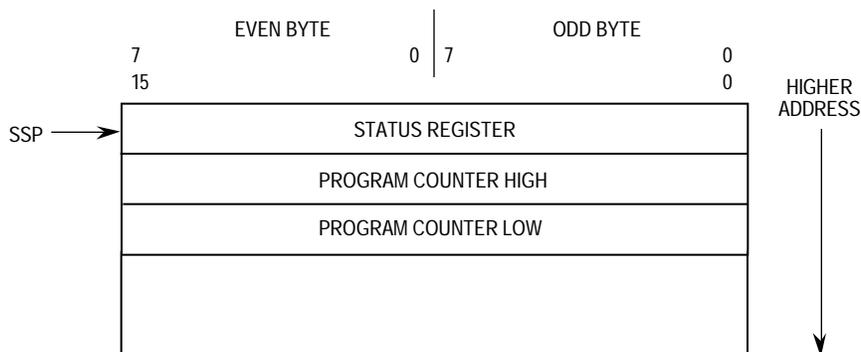 EVEN BYTE ODD BYTE
7 0 7 0
15 0
HIGHER
ADDRESS
SSP
STATUS REGISTER
PROGRAM COUNTER HIGH
PROGRAM COUNTER LOW